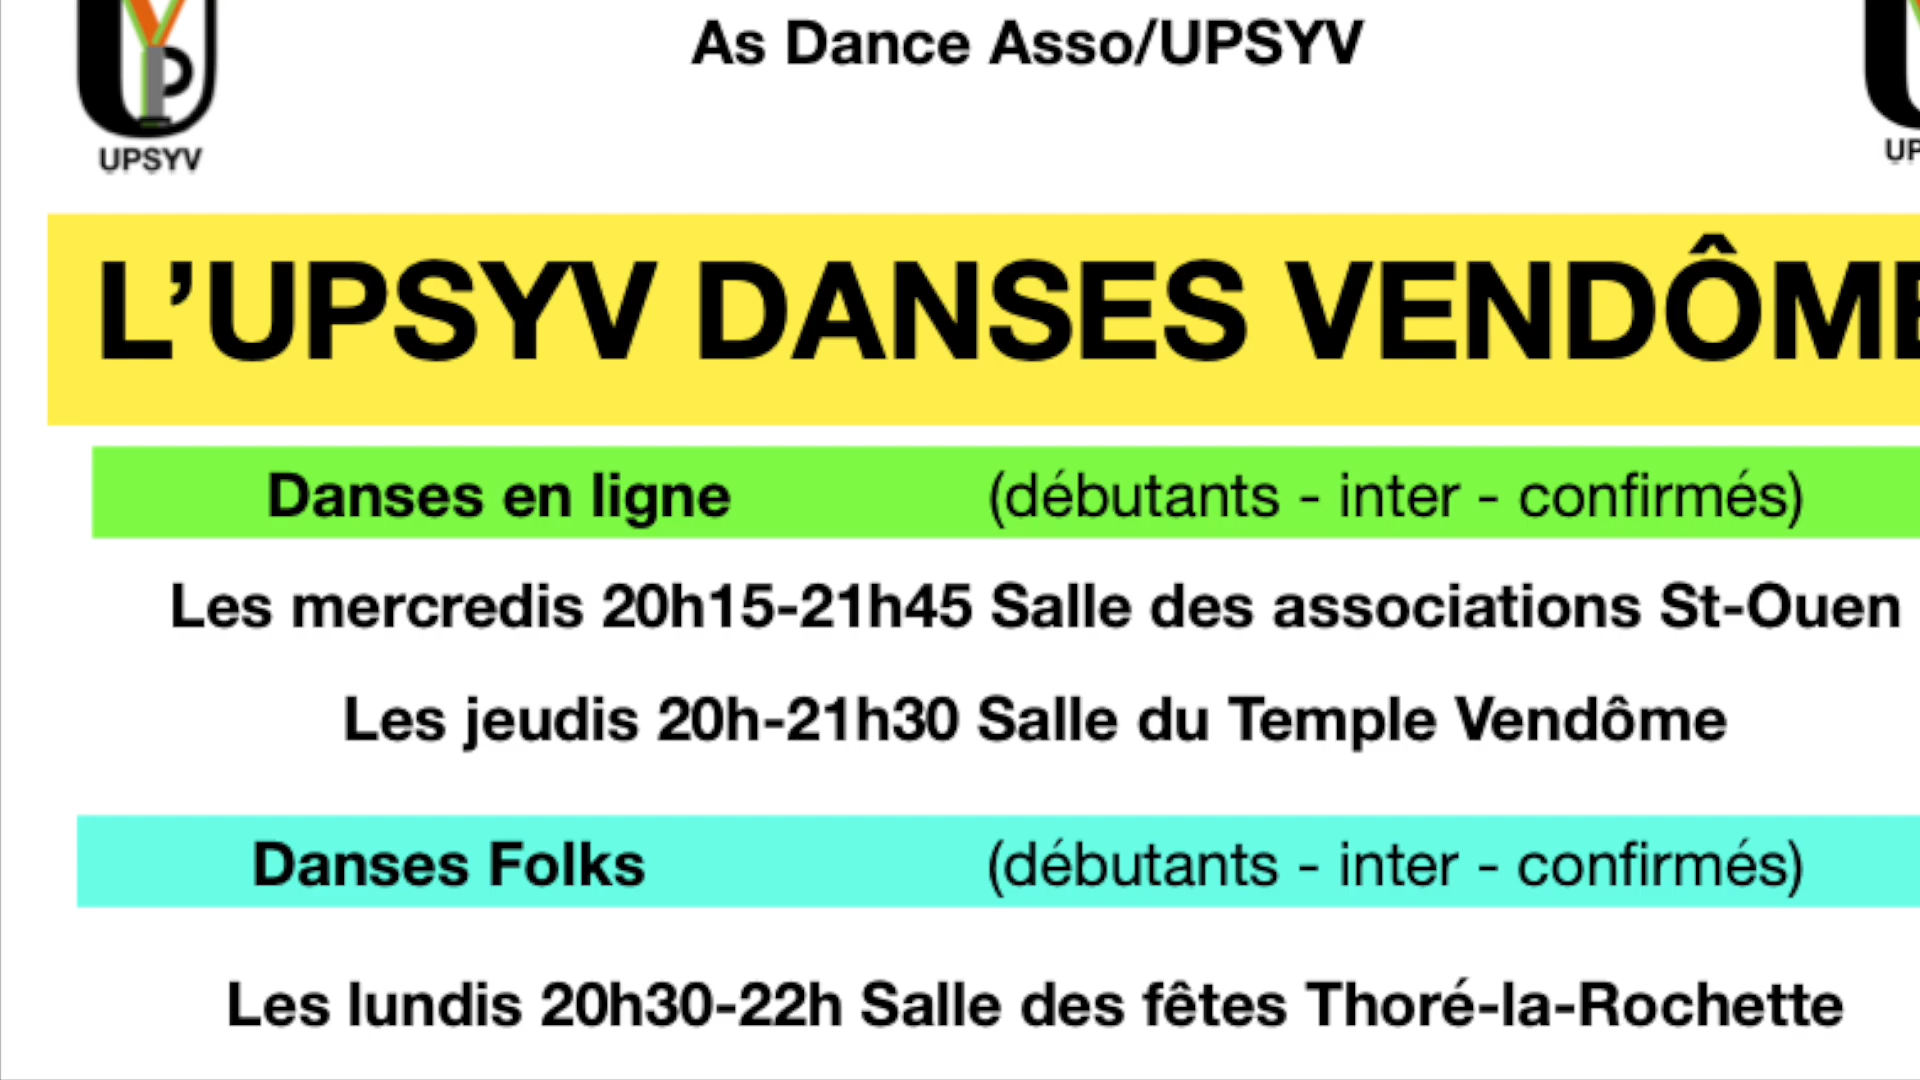 As Dance Asso/UPSYV
UPSYV
UP
L’UPSYV DANSES VENDÔME
Danses en ligne (débutants - inter - confirmés)
Les mercredis 20h15-21h45 Salle des associations St-Ouen
Les jeudis 20h-21h30 Salle du Temple Vendôme
Danses Folks (débutants - inter - confirmés)
Les lundis 20h30-22h Salle des fêtes Thoré-la-Rochette